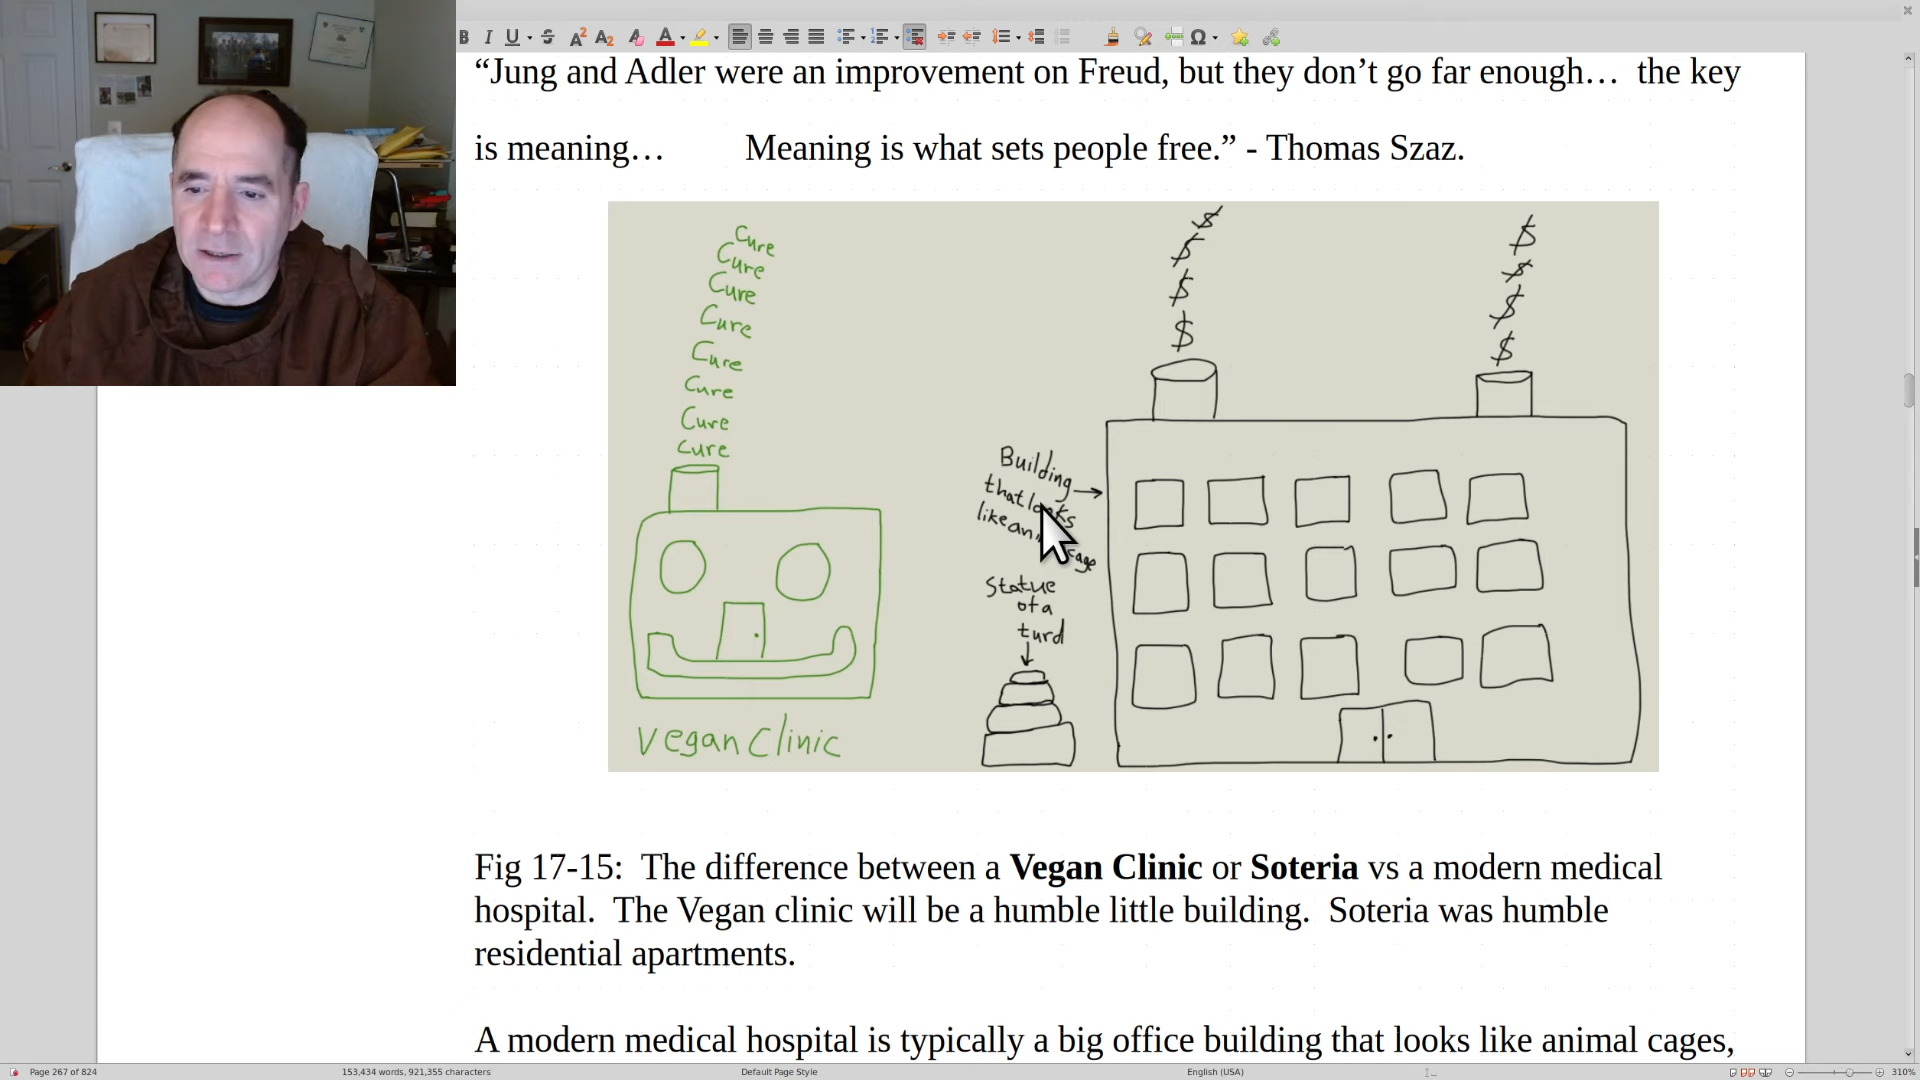 “Jung and Adler were an improvement on Freud, but they don’t go far enough…  the key
is meaning…  Meaning is what sets people free.” - Thomas Szaz.
Cure
Cure
Cure
Cure
Cure
Cure
Cure
Cure
Vegan Clinic
$
$
$
$
$
$
$
$
Building
that looks
like an
cage
Statue
of a
turd
Fig 17-15:  The difference between a Vegan Clinic or Soteria vs a modern medical
hospital.  The Vegan clinic will be a humble little building.  Soteria was humble
residential apartments.
A modern medical hospital is typically a big office building that looks like animal cages,
Page 267 of 824
153,434 words, 921,355 characters
Default Page Style
English (USA)
310%